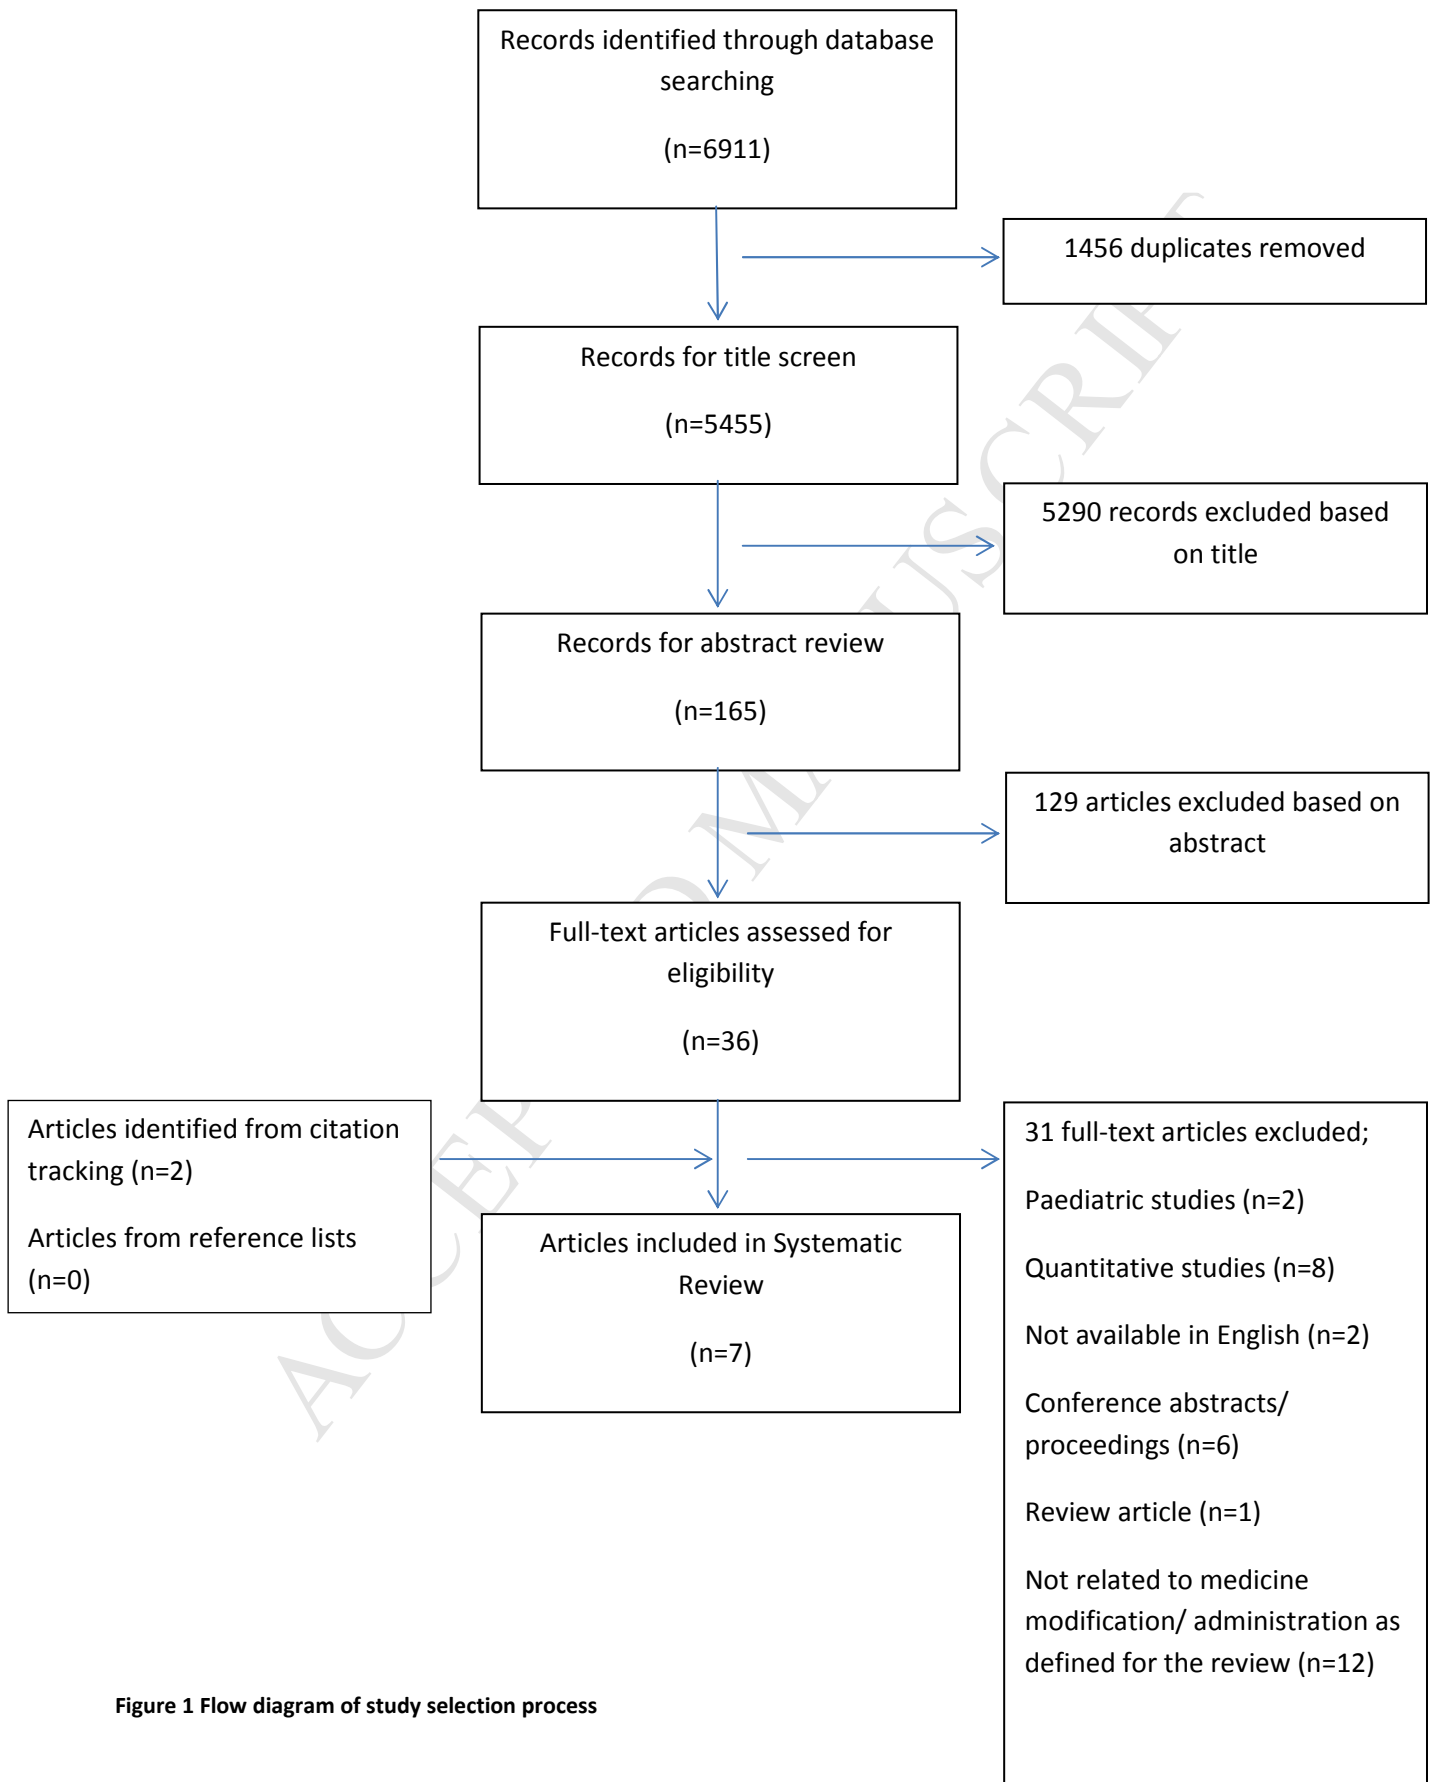 Records identified through database
searching
(n=6911)
1456 duplicates removed
Records for title screen
(n=5455)
5290 records excluded based
on title
Records for abstract review
(n=165)
129 articles excluded based on
abstract
Full-text articles assessed for
eligibility
(n=36)
Articles identified from citation
tracking (n=2)
Articles from reference lists
(n=0)
31 full-text articles excluded;
Paediatric studies (n=2)
Quantitative studies (n=8)
Not available in English (n=2)
Conference abstracts/
proceedings (n=6)
Review article (n=1)
Not related to medicine
modification/ administration as
defined for the review (n=12)
Articles included in Systematic
Review
(n=7)
Figure 1 Flow diagram of study selection process
ACCEPTED MANUSCRIPT